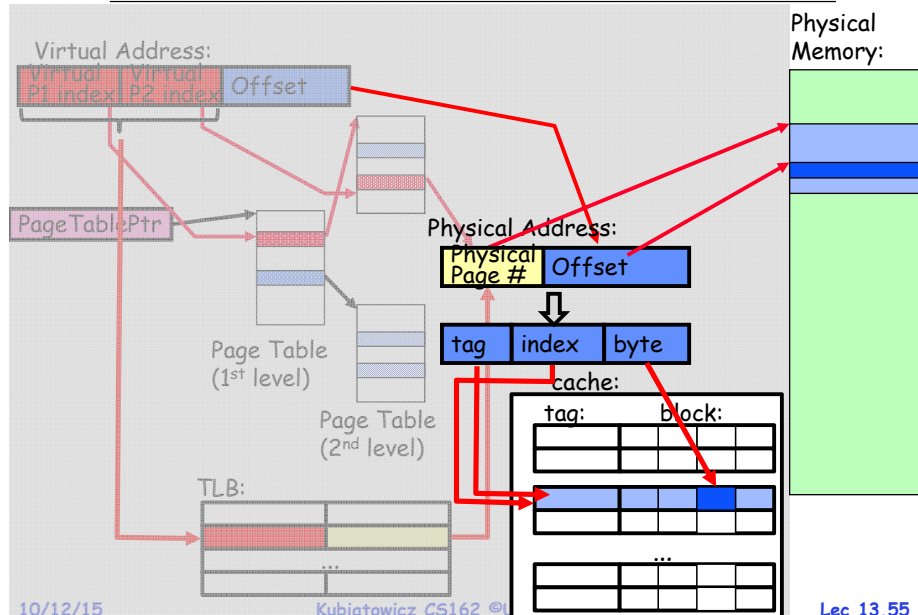 Physical
Memory:
Virtual Address:
Virtual
P1 index
Virtual
P2 index
Offset
PageTablePtr
Physical Address:
Physical
Page #
Offset
tag
index
byte
Page Table
(1st level)
cache:
tag:
block:
Page Table
(2nd level)
TLB:
...
...
10/12/15
Kubiatowicz CS162 ©U
Lec 13.55